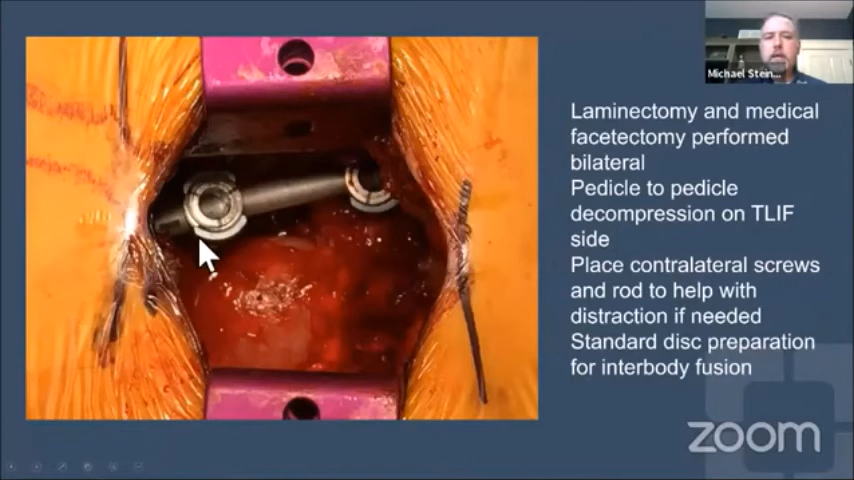 Michael Stein...
Laminectomy and medical
facetectomy performed
bilateral
Pedicle to pedicle
decompression on TLIF
side
Place contralateral screws
and rod to help with
distraction if needed
Standard disc preparation
for interbody fusion
zoom